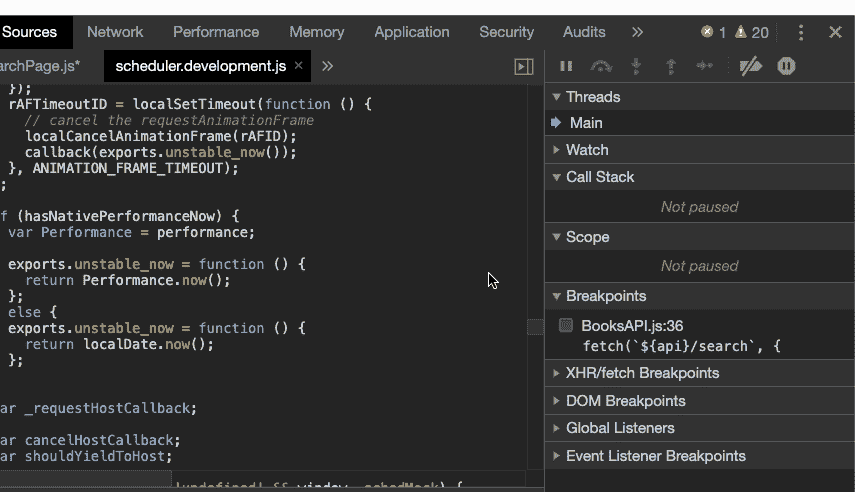 Sources Network Performance Memory Application Security Audits » 1 20
archPage.js* scheduler.development.js × »
});
rAFTimeoutID = localSetTimeout(function () {
// cancel the requestAnimationFrame
localCancelAnimationFrame(rAFID);
callback(exports.unstable_now());
}, ANIMATION_FRAME_TIMEOUT);
;
f (hasNativePerformanceNow) {
var Performance = performance;
exports.unstable_now = function () {
return Performance.now();
};
else {
exports.unstable_now = function () {
return localDate.now();
};
ar _requestHostCallback;
ar cancelHostCallback;
ar shouldYieldToHost;
Threads
Main
Watch
Call Stack
Not paused
Scope
Not paused
Breakpoints
BooksAPI.js:36
fetch(`${api}/search`, {
XHR/fetch Breakpoints
DOM Breakpoints
Global Listeners
Event Listener Breakpoints